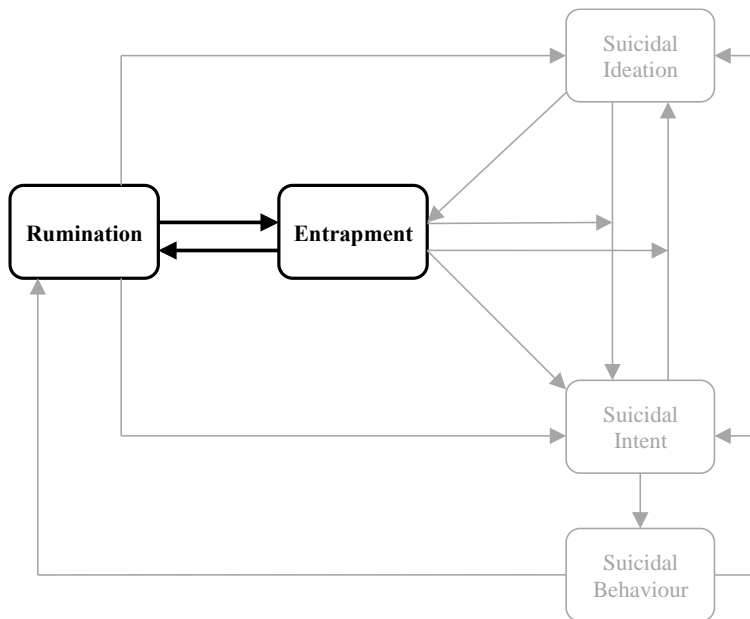 Suicidal
Ideation
Rumination
Entrapment
Suicidal
Intent
Suicidal
Behaviour